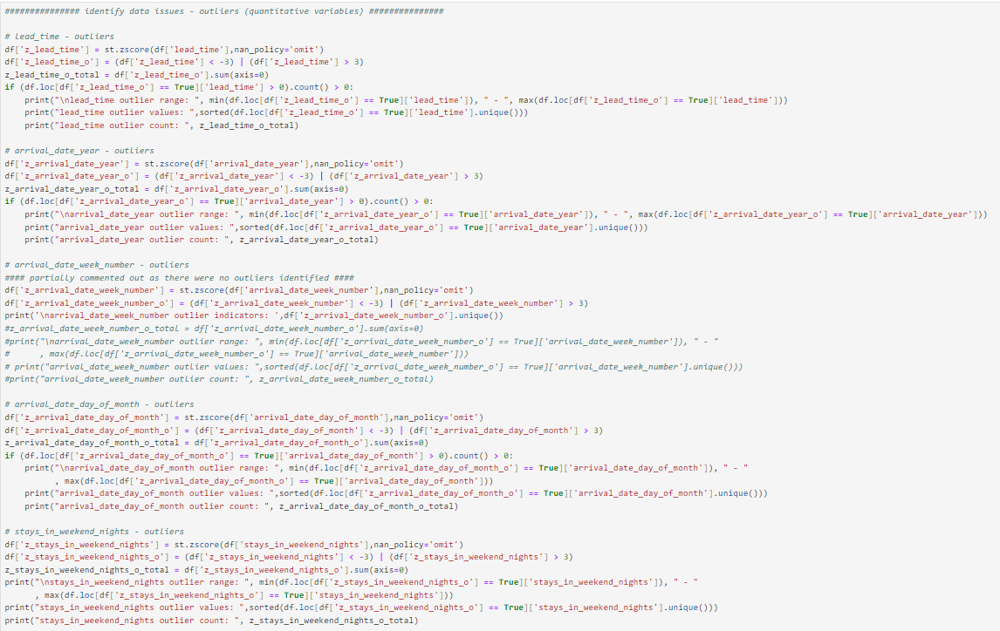 ############### identify data issues - outliers (quantitative variables) ###############
# lead_time - outliers
df['z_lead_time'] = st.zscore(df['lead_time'],nan_policy='omit')
df['z_lead_time_o'] = (df['z_lead_time'] < -3) | (df['z_lead_time'] > 3)
z_lead_time_o_total = df['z_lead_time_o'].sum(axis=0)
if (df.loc[df['z_lead_time_o'] == True]['lead_time'] > 0).count() > 0:
    print("\nlead_time outlier range: ", min(df.loc[df['z_lead_time_o'] == True]['lead_time']), " - ", max(df.loc[df['z_lead_time_o'] == True]['lead_time']))
    print("lead_time outlier values: ",sorted(df.loc[df['z_lead_time_o'] == True]['lead_time'].unique()))
    print("lead_time outlier count: ", z_lead_time_o_total)
# arrival_date_year - outliers
df['z_arrival_date_year'] = st.zscore(df['arrival_date_year'],nan_policy='omit')
df['z_arrival_date_year_o'] = (df['z_arrival_date_year'] < -3) | (df['z_arrival_date_year'] > 3)
z_arrival_date_year_o_total = df['z_arrival_date_year_o'].sum(axis=0)
if (df.loc[df['z_arrival_date_year_o'] == True]['arrival_date_year'] > 0).count() > 0:
    print("\narrival_date_year outlier range: ", min(df.loc[df['z_arrival_date_year_o'] == True]['arrival_date_year']), " - ", max(df.loc[df['z_arrival_date_year_o'] == True]['arrival_date_year']))
    print("arrival_date_year outlier values: ",sorted(df.loc[df['z_arrival_date_year_o'] == True]['arrival_date_year'].unique()))
    print("arrival_date_year outlier count: ", z_arrival_date_year_o_total)
# arrival_date_week_number - outliers
#### partially commented out as there were no outliers identified ####
df['z_arrival_date_week_number'] = st.zscore(df['arrival_date_week_number'],nan_policy='omit')
df['z_arrival_date_week_number_o'] = (df['z_arrival_date_week_number'] < -3) | (df['z_arrival_date_week_number'] > 3)
print('\narrival_date_week_number outlier indicators: ',df['z_arrival_date_week_number_o'].unique())
#z_arrival_date_week_number_o_total = df['z_arrival_date_week_number_o'].sum(axis=0)
#print("\narrival_date_week_number outlier range: ", min(df.loc[df['z_arrival_date_week_number_o'] == True]['arrival_date_week_number']), " - "
#      , max(df.loc[df['z_arrival_date_week_number_o'] == True]['arrival_date_week_number']))
# print("arrival_date_week_number outlier values: ",sorted(df.loc[df['z_arrival_date_week_number_o'] == True]['arrival_date_week_number'].unique()))
#print("arrival_date_week_number outlier count: ", z_arrival_date_week_number_o_total)
# arrival_date_day_of_month - outliers
df['z_arrival_date_day_of_month'] = st.zscore(df['arrival_date_day_of_month'],nan_policy='omit')
df['z_arrival_date_day_of_month_o'] = (df['z_arrival_date_day_of_month'] < -3) | (df['z_arrival_date_day_of_month'] > 3)
z_arrival_date_day_of_month_o_total = df['z_arrival_date_day_of_month_o'].sum(axis=0)
if (df.loc[df['z_arrival_date_day_of_month_o'] == True]['arrival_date_day_of_month'] > 0).count() > 0:
    print("\narrival_date_day_of_month outlier range: ", min(df.loc[df['z_arrival_date_day_of_month_o'] == True]['arrival_date_day_of_month']), " - "
          , max(df.loc[df['z_arrival_date_day_of_month_o'] == True]['arrival_date_day_of_month']))
    print("arrival_date_day_of_month outlier values: ",sorted(df.loc[df['z_arrival_date_day_of_month_o'] == True]['arrival_date_day_of_month'].unique()))
    print("arrival_date_day_of_month outlier count: ", z_arrival_date_day_of_month_o_total)
# stays_in_weekend_nights - outliers
df['z_stays_in_weekend_nights'] = st.zscore(df['stays_in_weekend_nights'],nan_policy='omit')
df['z_stays_in_weekend_nights_o'] = (df['z_stays_in_weekend_nights'] < -3) | (df['z_stays_in_weekend_nights'] > 3)
z_stays_in_weekend_nights_o_total = df['z_stays_in_weekend_nights_o'].sum(axis=0)
print("\nstays_in_weekend_nights outlier range: ", min(df.loc[df['z_stays_in_weekend_nights_o'] == True]['stays_in_weekend_nights']), " - "
      , max(df.loc[df['z_stays_in_weekend_nights_o'] == True]['stays_in_weekend_nights']))
print("stays_in_weekend_nights outlier values: ",sorted(df.loc[df['z_stays_in_weekend_nights_o'] == True]['stays_in_weekend_nights'].unique()))
print("stays_in_weekend_nights outlier count: ", z_stays_in_weekend_nights_o_total)